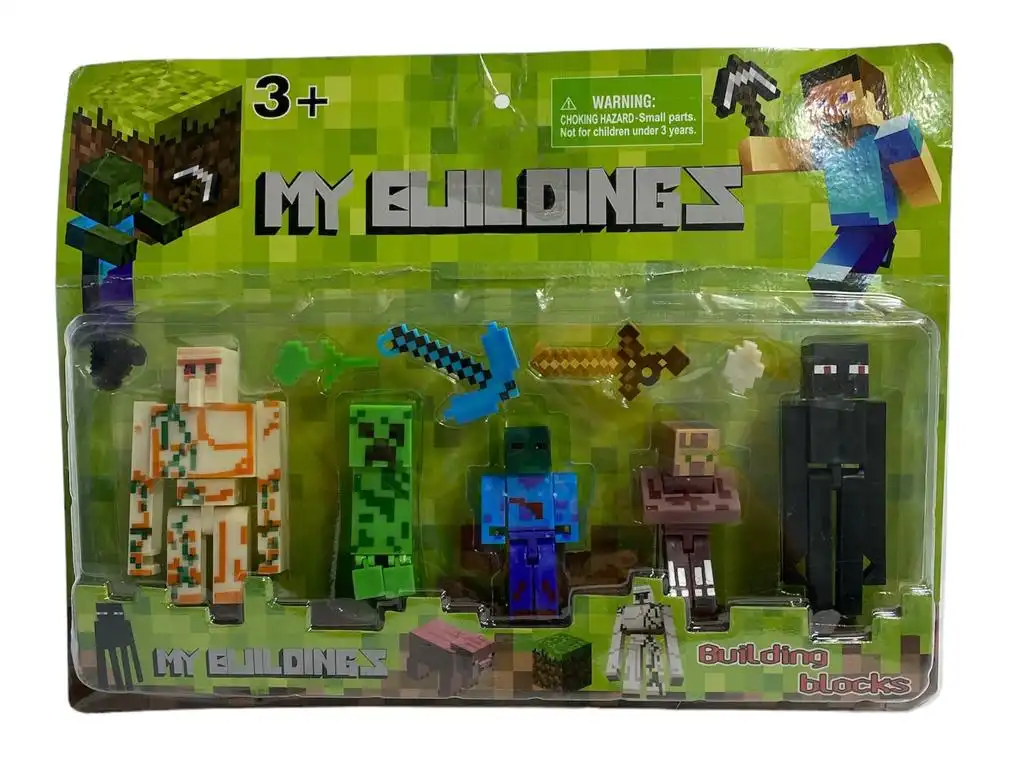 3+
WARNING:
CHOKING HAZARD-Small parts.
Not for children under 3 years.
MY BUILDINGS
MY BUILDINGS
Building
blocks